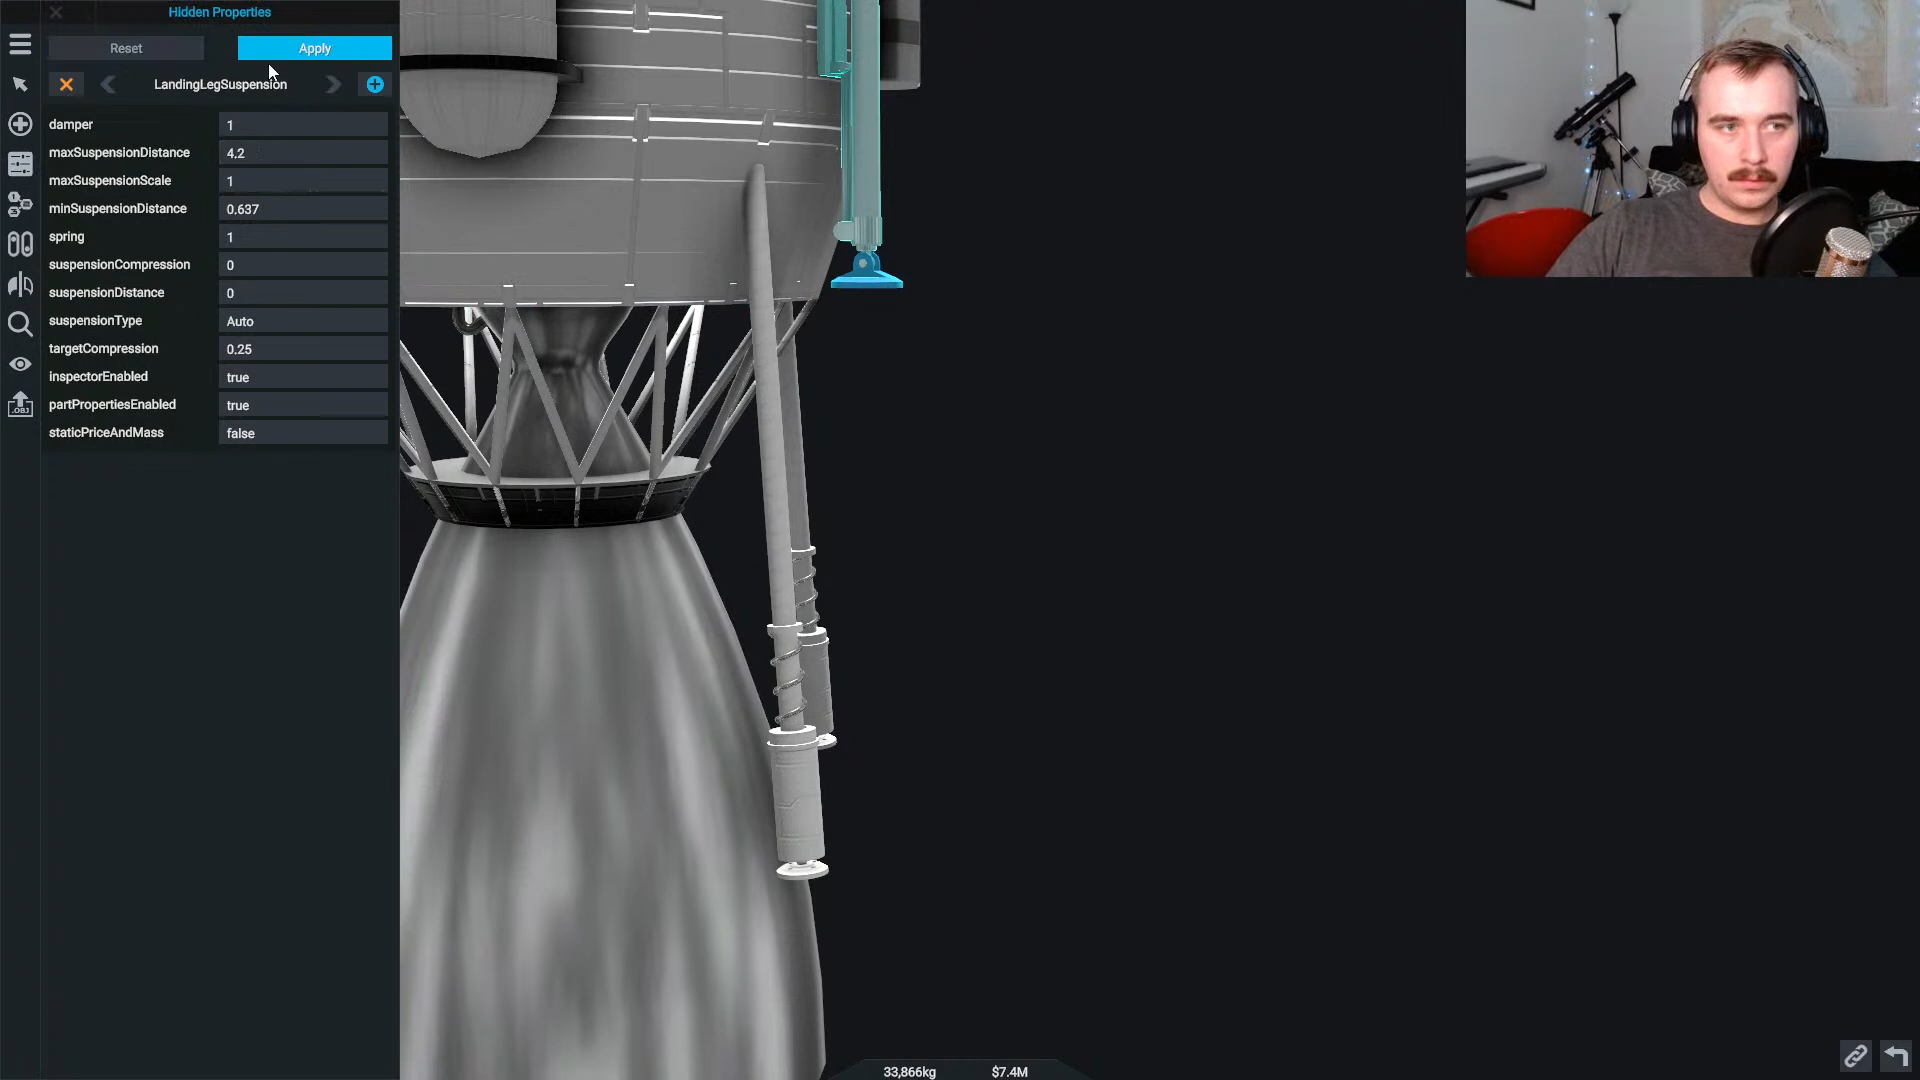 Hidden Properties
Reset Apply
LandingLegSuspension
damper 1
maxSuspensionDistance 4.2
maxSuspensionScale 1
minSuspensionDistance 0.637
spring 1
suspensionCompression 0
suspensionDistance 0
suspensionType Auto
targetCompression 0.25
inspectorEnabled true
partPropertiesEnabled true
staticPriceAndMass false
.OBJ
33,866kg $7.4M